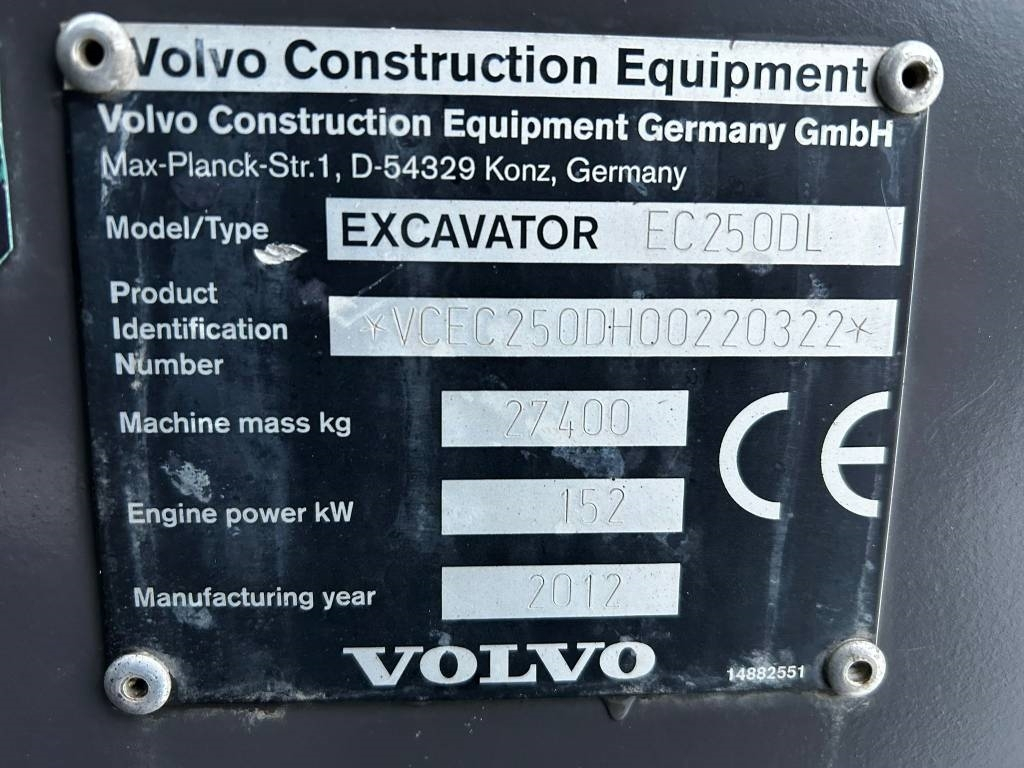 Volvo Construction Equipment
Volvo Construction Equipment Germany GmbH
Max-Planck-Str.1, D-54329 Konz, Germany
Model/Type EXCAVATOR EC250DL
Product
Identification *VCEC250DH00220322*
Number
Machine mass kg 27400
Engine power kW 152
Manufacturing year 2012
CE
VOLVO
14882551